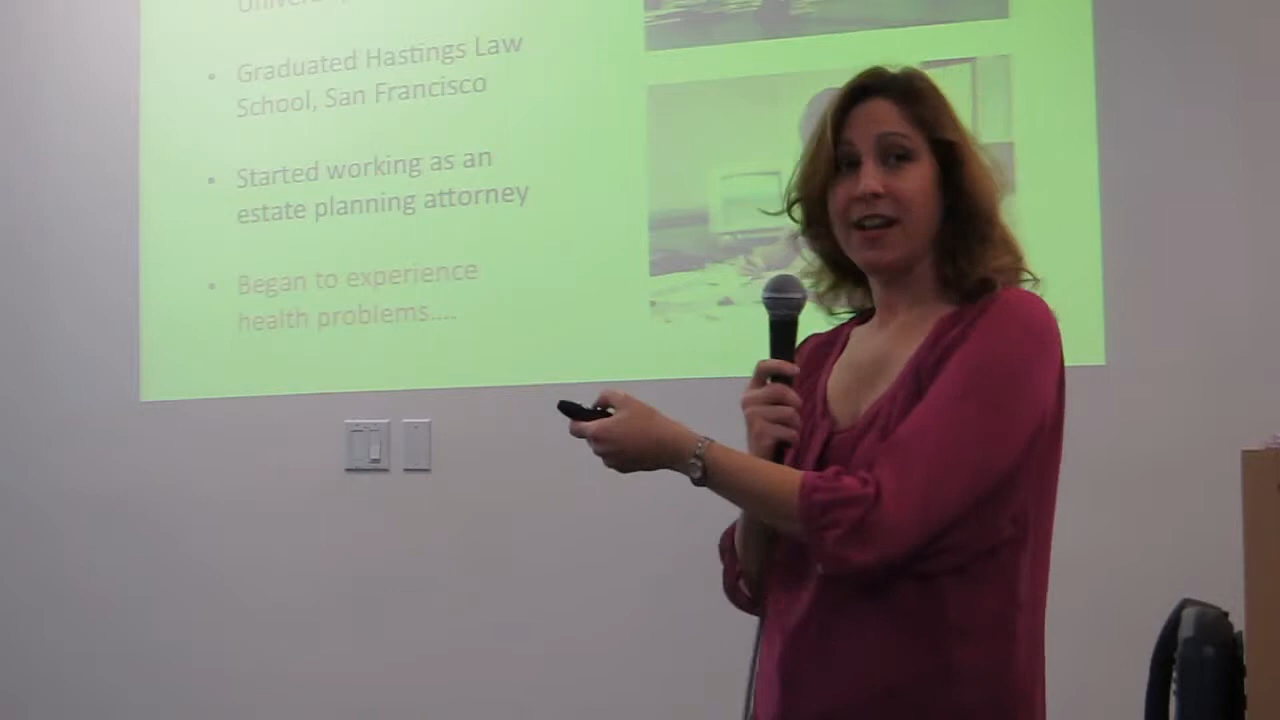 • Graduated Hastings Law
School, San Francisco
• Started working as an
estate planning attorney
• Began to experience
health problems....